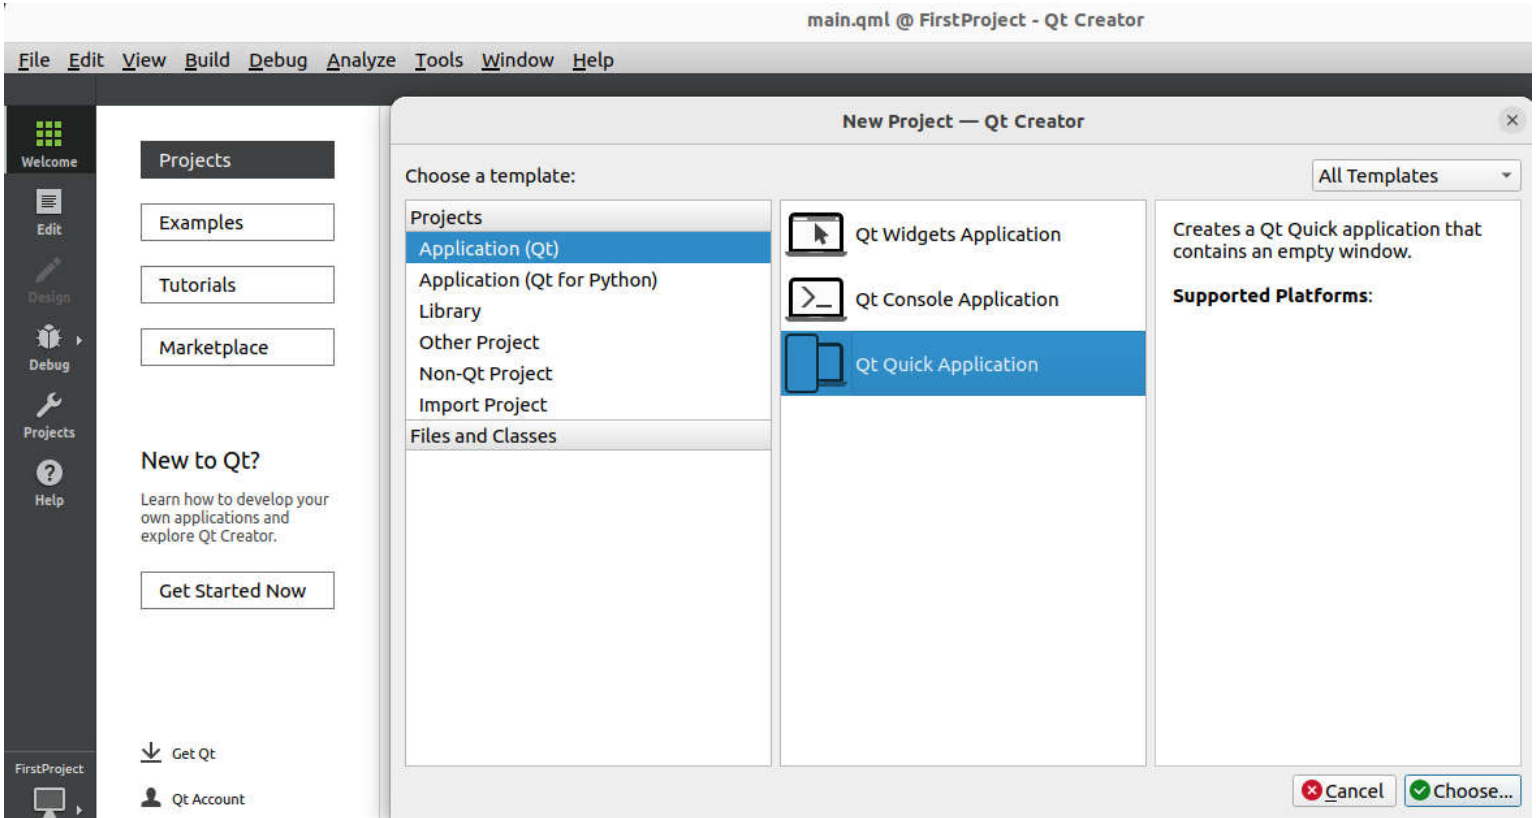 main.qml @ FirstProject - Qt Creator
File Edit View Build Debug Analyze Tools Window Help
New Project — Qt Creator
Welcome
Edit
Design
Debug
Projects
Help
FirstProject
Projects
Examples
Tutorials
Marketplace
New to Qt?
Learn how to develop your
own applications and
explore Qt Creator.
Get Started Now
Get Qt
Qt Account
Choose a template:
All Templates
Projects
Application (Qt)
Application (Qt for Python)
Library
Other Project
Non-Qt Project
Import Project
Files and Classes
Qt Widgets Application
Qt Console Application
Qt Quick Application
Creates a Qt Quick application that
contains an empty window.
Supported Platforms:
Cancel
Choose...